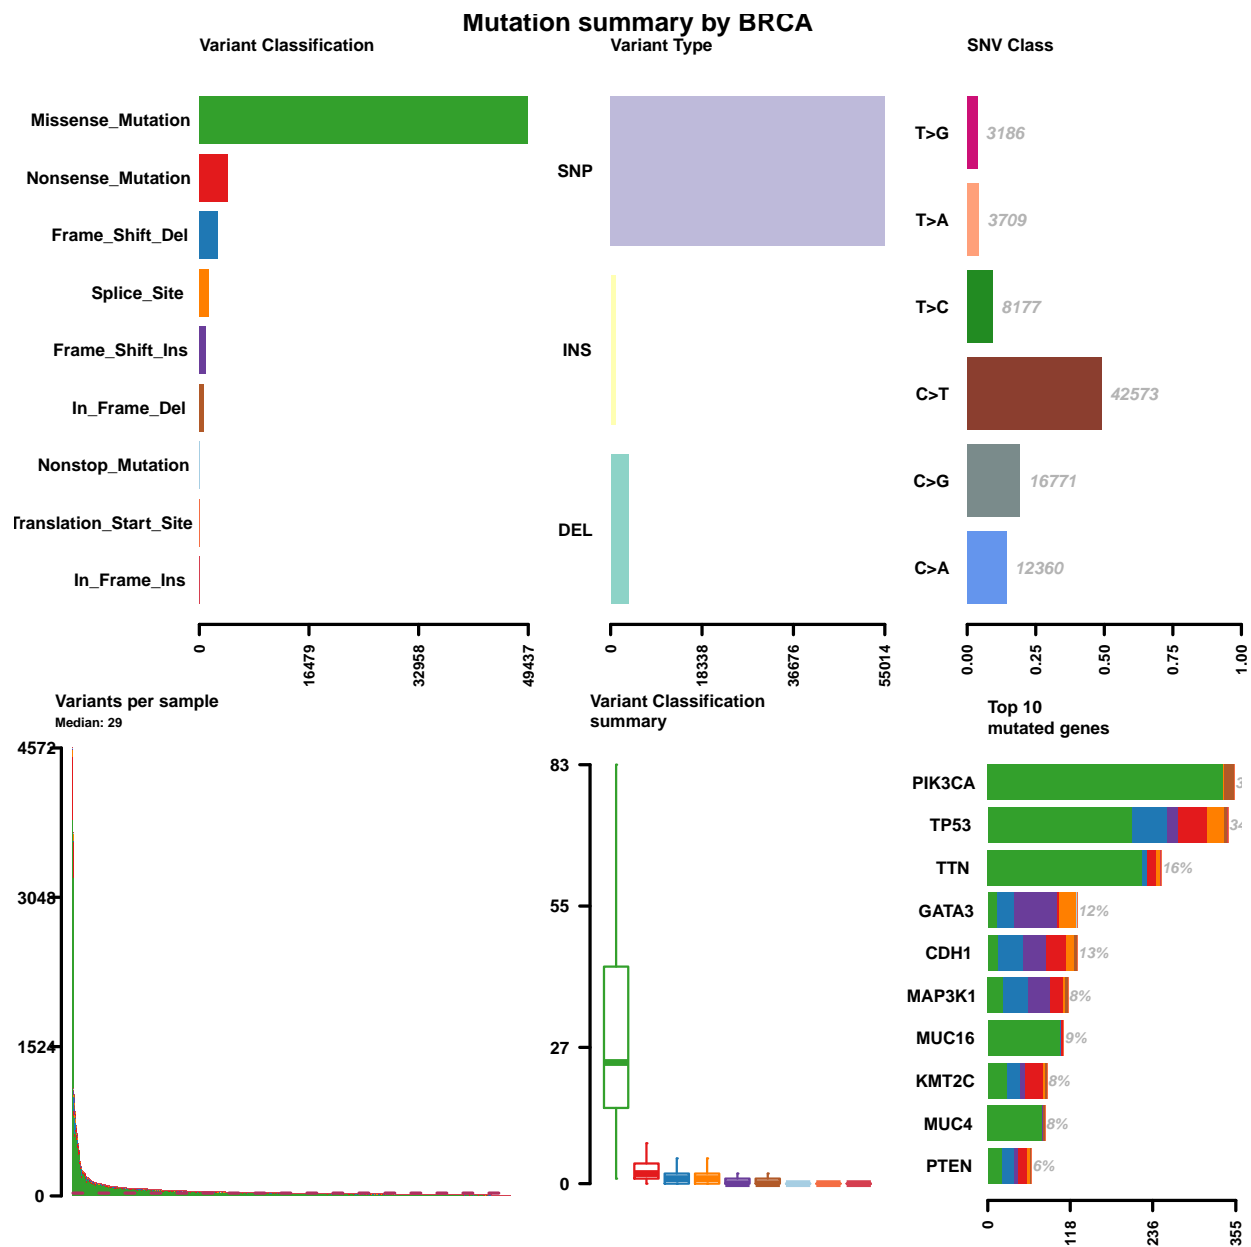 Mutation summary by BRCA
Variant Classification
Missense_Mutation
Nonsense_Mutation
Frame_Shift_Del
Splice_Site
Frame_Shift_Ins
In_Frame_Del
Nonstop_Mutation
Translation_Start_Site
In_Frame_Ins
0
16479
32958
49437
Variant Type
SNP
INS
DEL
0
18338
36676
55014
SNV Class
T>G 3186
T>A 3709
T>C 8177
C>T 42573
C>G 16771
C>A 12360
0.00
0.25
0.50
0.75
1.00
Variants per sample
Median: 29
4572
3048
1524
0
Variant Classification
summary
83
55
27
0
Top 10
mutated genes
PIK3CA 3
TP53 34
TTN 16%
GATA3 12%
CDH1 13%
MAP3K1 8%
MUC16 9%
KMT2C 8%
MUC4 8%
PTEN 6%
0
118
236
355